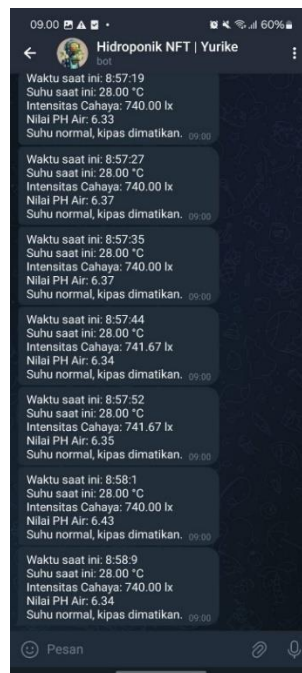 09.00
60%
Hidroponik NFT | Yurike
bot
Waktu saat ini: 8:57:19
Suhu saat ini: 28.00 °C
Intensitas Cahaya: 740.00 lx
Nilai PH Air: 6.33
Suhu normal, kipas dimatikan. 09:00
Waktu saat ini: 8:57:27
Suhu saat ini: 28.00 °C
Intensitas Cahaya: 740.00 lx
Nilai PH Air: 6.37
Suhu normal, kipas dimatikan. 09:00
Waktu saat ini: 8:57:35
Suhu saat ini: 28.00 °C
Intensitas Cahaya: 740.00 lx
Nilai PH Air: 6.37
Suhu normal, kipas dimatikan. 09:00
Waktu saat ini: 8:57:44
Suhu saat ini: 28.00 °C
Intensitas Cahaya: 741.67 lx
Nilai PH Air: 6.34
Suhu normal, kipas dimatikan. 09:00
Waktu saat ini: 8:57:52
Suhu saat ini: 28.00 °C
Intensitas Cahaya: 741.67 lx
Nilai PH Air: 6.35
Suhu normal, kipas dimatikan. 09:00
Waktu saat ini: 8:58:1
Suhu saat ini: 28.00 °C
Intensitas Cahaya: 740.00 lx
Nilai PH Air: 6.43
Suhu normal, kipas dimatikan. 09:00
Waktu saat ini: 8:58:9
Suhu saat ini: 28.00 °C
Intensitas Cahaya: 740.00 lx
Nilai PH Air: 6.34
Suhu normal, kipas dimatikan. 09:00
Pesan